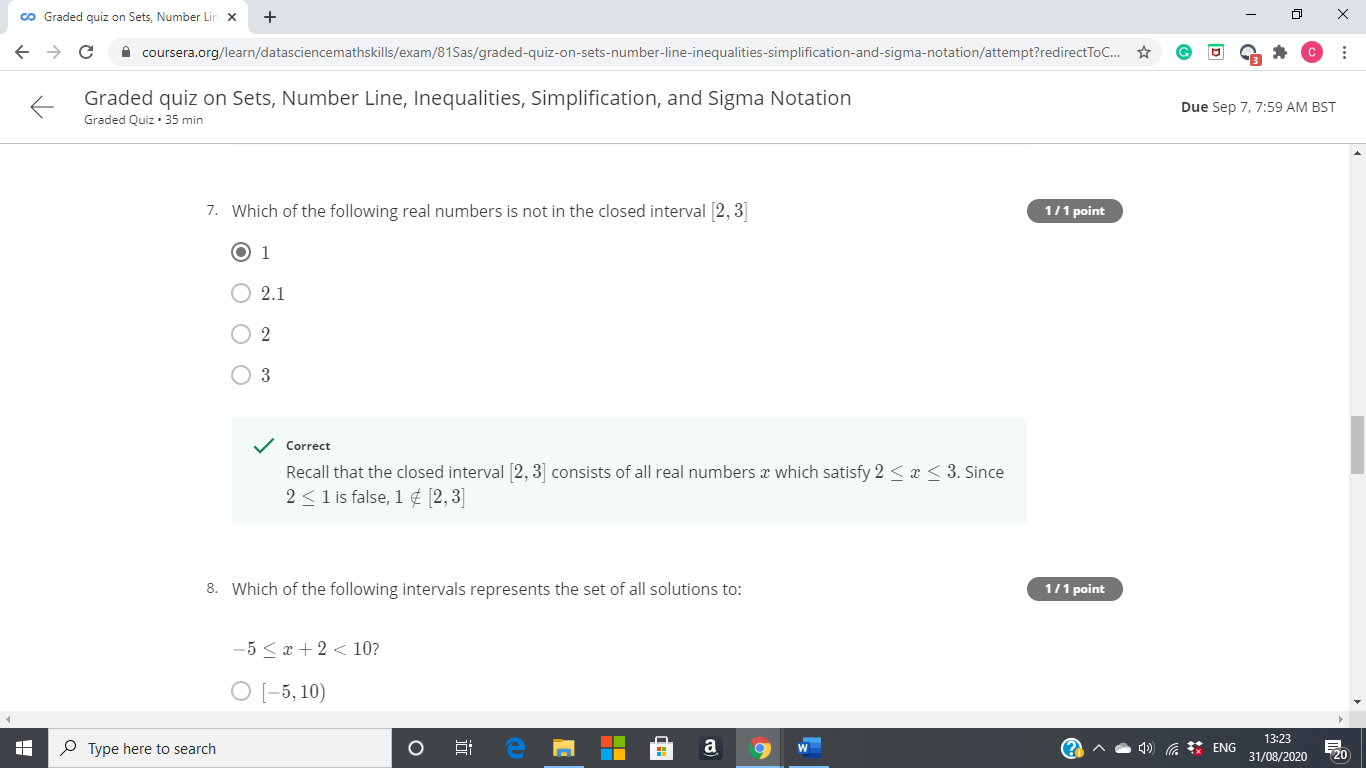 Graded quiz on Sets, Number Lin
coursera.org/learn/datasciencemathskills/exam/81Sas/graded-quiz-on-sets-number-line-inequalities-simplification-and-sigma-notation/attempt?redirectToC...
G
3
C
Graded quiz on Sets, Number Line, Inequalities, Simplification, and Sigma Notation
Graded Quiz • 35 min
Due Sep 7, 7:59 AM BST
7. Which of the following real numbers is not in the closed interval [2, 3]
1 / 1 point
1
2.1
2
3
Correct
Recall that the closed interval [2, 3] consists of all real numbers x which satisfy 2 ≤ x ≤ 3. Since
2 ≤ 1 is false, 1 ∉ [2, 3]
8. Which of the following intervals represents the set of all solutions to:
1 / 1 point
−5 ≤ x + 2 < 10?
[−5, 10)
Type here to search
ENG
13:23
31/08/2020
20